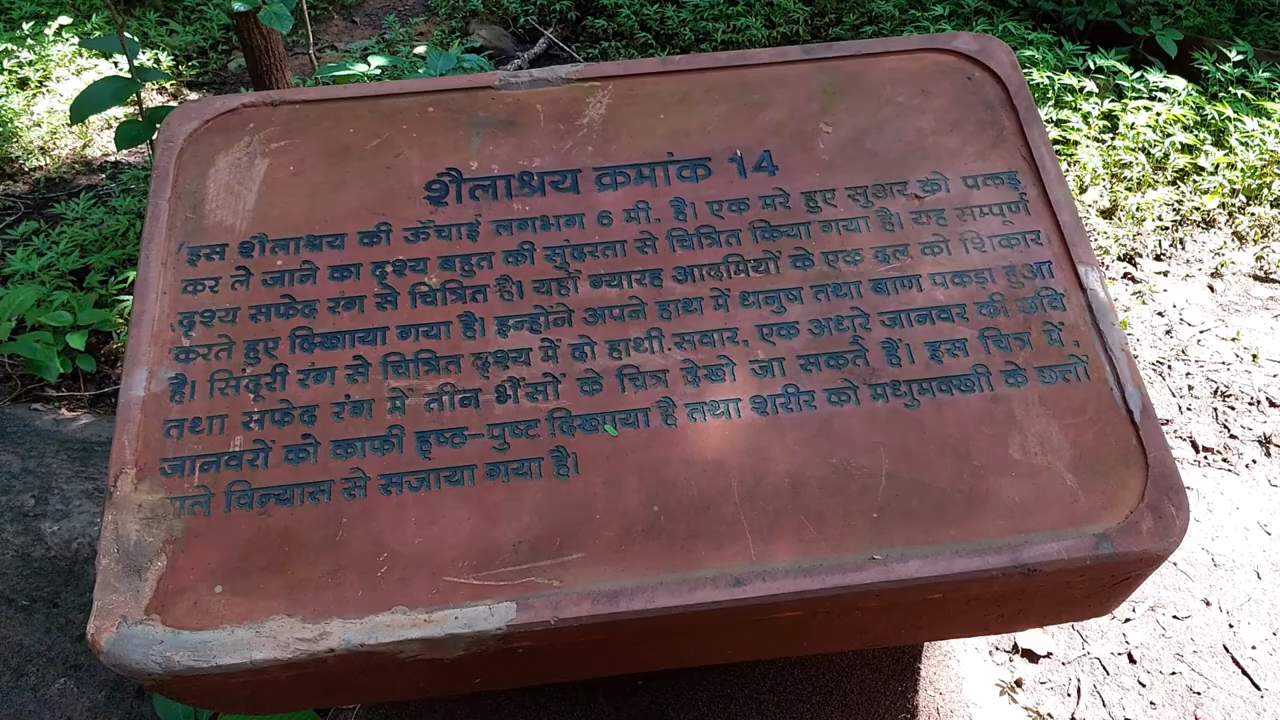 शैलाश्रय क्रमांक 14
इस शैलाश्रय की ऊँचाई लगभग 6 मी. है। एक मरे हुए सुअर को पकड़
कर ले जाने का दृश्य बहुत की सुंदरता से चित्रित किया गया है। यह सम्पूर्ण
दृश्य सफेद रंग से चित्रित है। यहाँ ग्यारह आदमियों के एक दल को शिकार
करते हुए दिखाया गया है। इन्होंने अपने हाथ में धनुष तथा बाण पकड़ा हुआ
है। सिंदूरी रंग से चित्रित दृश्य में दो हाथी सवार, एक अधूरे जानवर की छवि
तथा सफेद रंग में तीन भैंसों के चित्र देखे जा सकते हैं। इस चित्र में,
जानवरों को काफी हृष्ठ-पुष्ट दिखाया है तथा शरीर को मधुमक्खी के छत्तों
विन्यास से सजाया गया है।